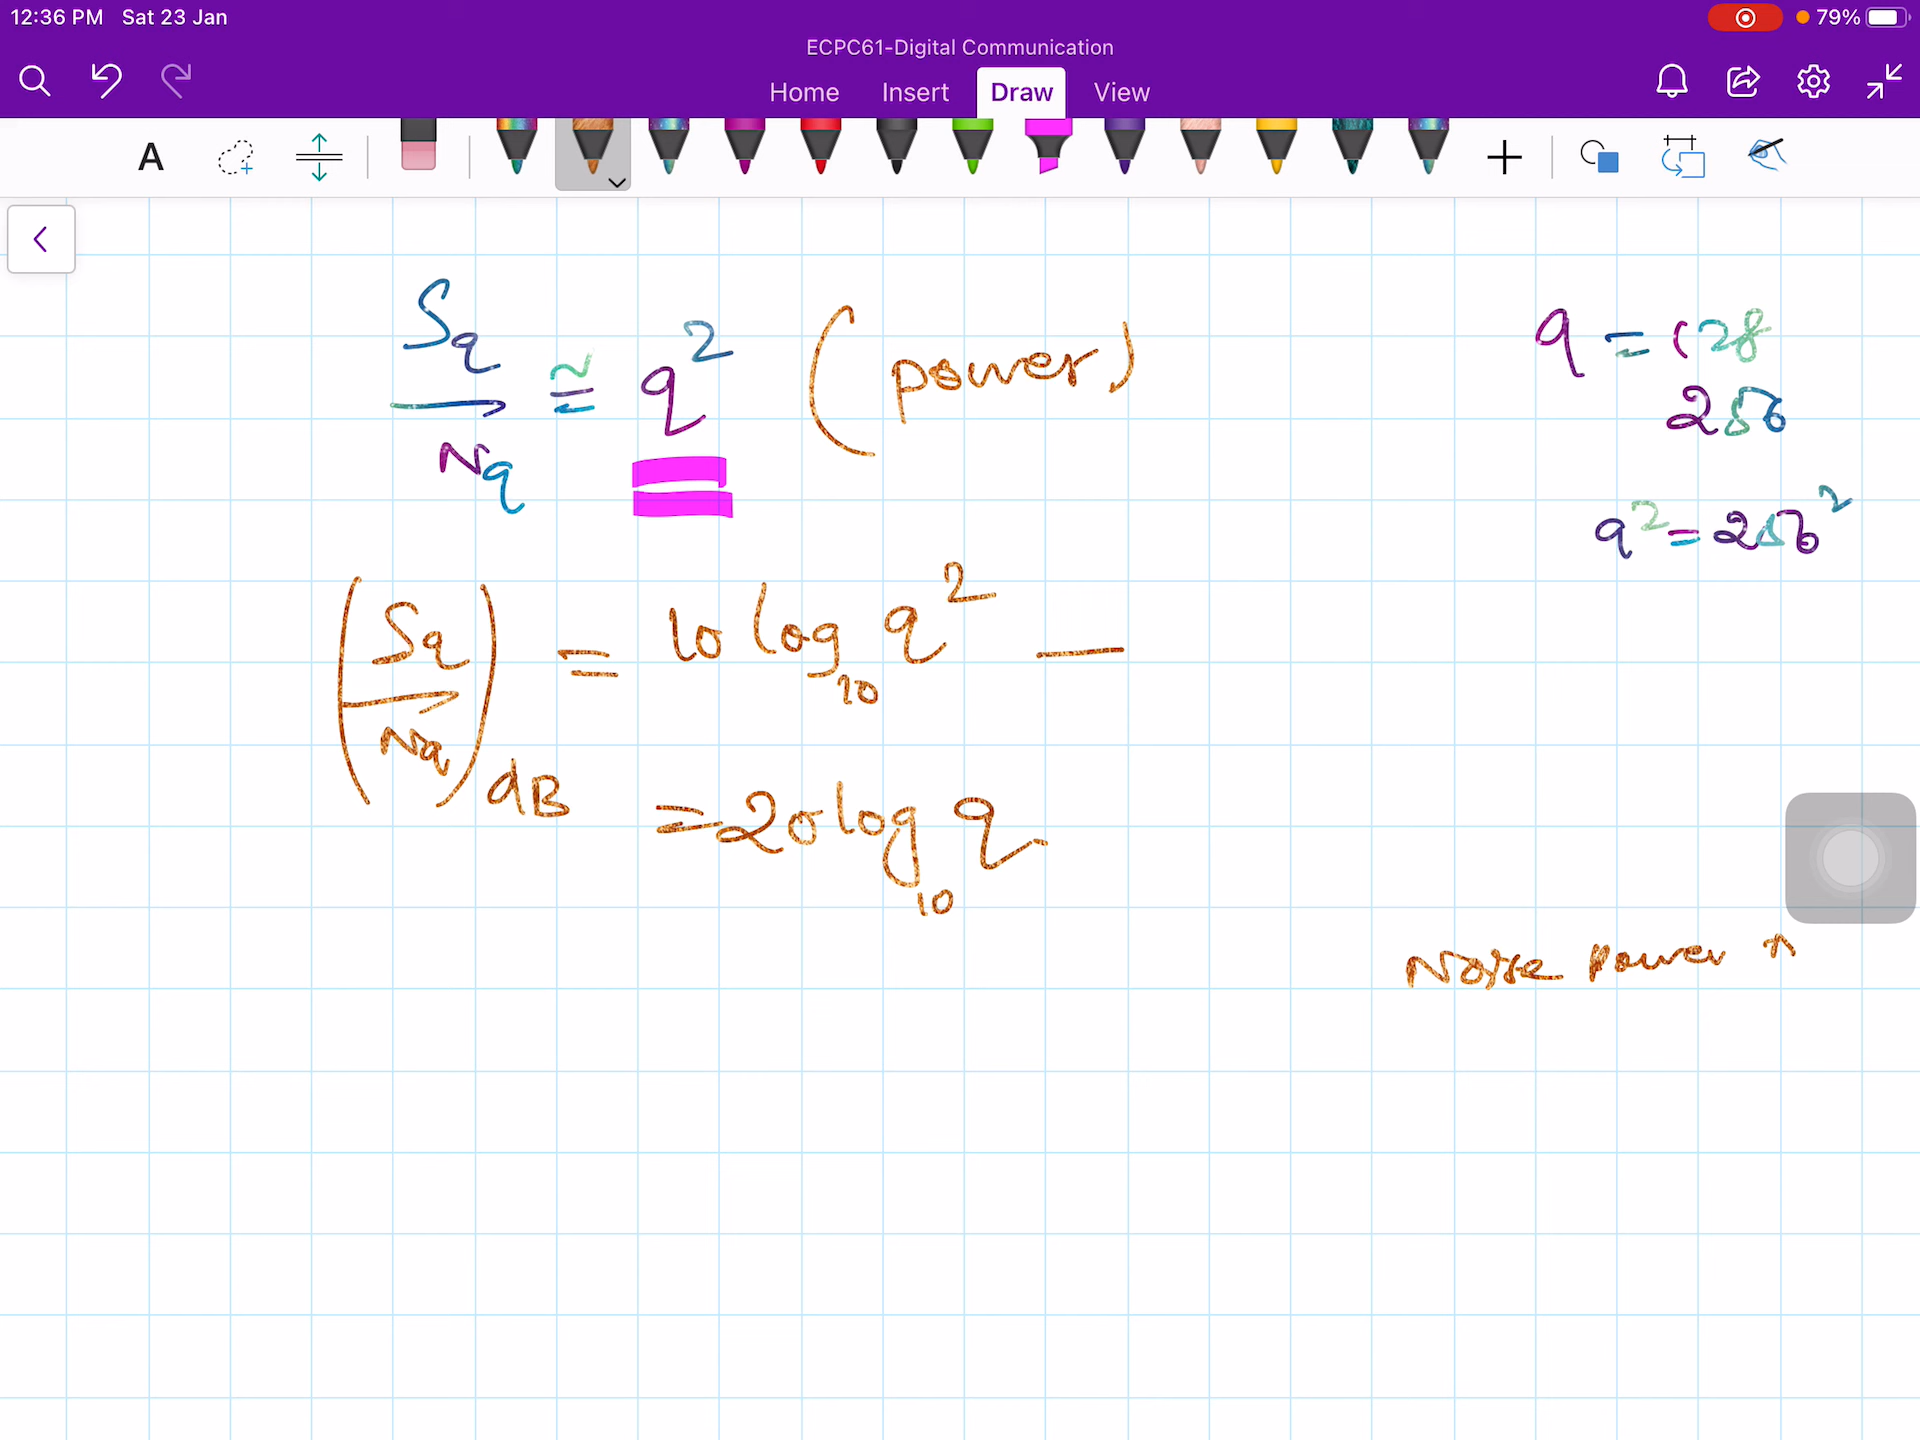 12:36 PM Sat 23 Jan
79%
ECPC61-Digital Communication
Home Insert Draw View
A
Sq/Nq ≅ q² (power)
q = 128
256
q² = 256²
(Sq/Nq)dB = 10 log₁₀ q² —
= 20 log₁₀ q
Noise power ↑